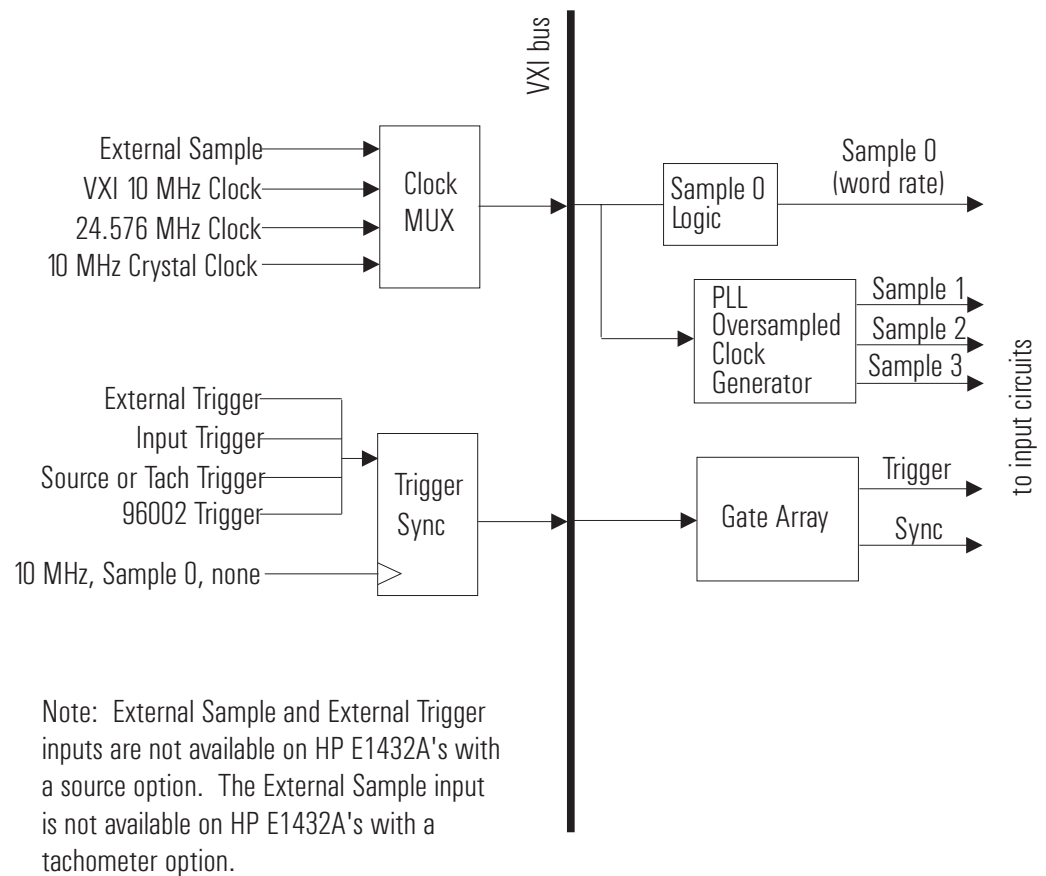 VXI bus
External Sample
VXI 10 MHz Clock
24.576 MHz Clock
10 MHz Crystal Clock
Clock
MUX
Sample 0
Logic
Sample 0
(word rate)
PLL
Oversampled
Clock
Generator
Sample 1
Sample 2
Sample 3
to input circuits
External Trigger
Input Trigger
Source or Tach Trigger
96002 Trigger
10 MHz, Sample 0, none
Trigger
Sync
Gate Array
Trigger
Sync
Note: External Sample and External Trigger
inputs are not available on HP E1432A's with
a source option. The External Sample input
is not available on HP E1432A's with a
tachometer option.